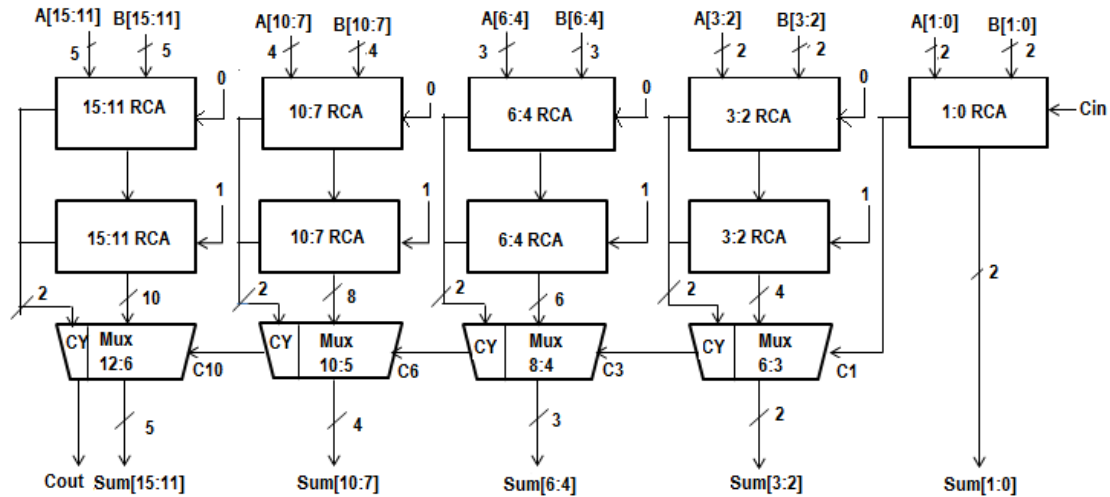 A[15:11] B[15:11] A[10:7] B[10:7] A[6:4] B[6:4] A[3:2] B[3:2] A[1:0] B[1:0]
5 5 4 4 3 3 2 2 2 2
0 0 0 0
15:11 RCA 10:7 RCA 6:4 RCA 3:2 RCA 1:0 RCA Cin
1 1 1 1
15:11 RCA 10:7 RCA 6:4 RCA 3:2 RCA
2 10 2 8 2 6 2 4 2
CY Mux CY Mux CY Mux CY Mux
12:6 C10 10:5 C6 8:4 C3 6:3 C1
5 4 3 2
Cout Sum[15:11] Sum[10:7] Sum[6:4] Sum[3:2] Sum[1:0]